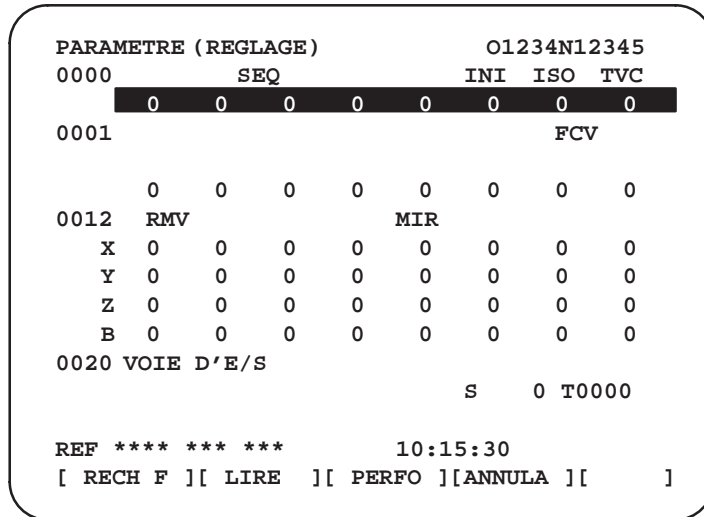 PARAMETRE (REGLAGE) O1234N12345
0000 SEQ INI ISO TVC
0 0 0 0 0 0 0 0
0001 FCV
0 0 0 0 0 0 0 0
0012 RMV MIR
X 0 0 0 0 0 0 0 0
Y 0 0 0 0 0 0 0 0
Z 0 0 0 0 0 0 0 0
B 0 0 0 0 0 0 0 0
0020 VOIE D'E/S
S 0 T0000
REF **** *** *** 10:15:30
[ RECH F ][ LIRE ][ PERFO ][ANNULA ][ ]